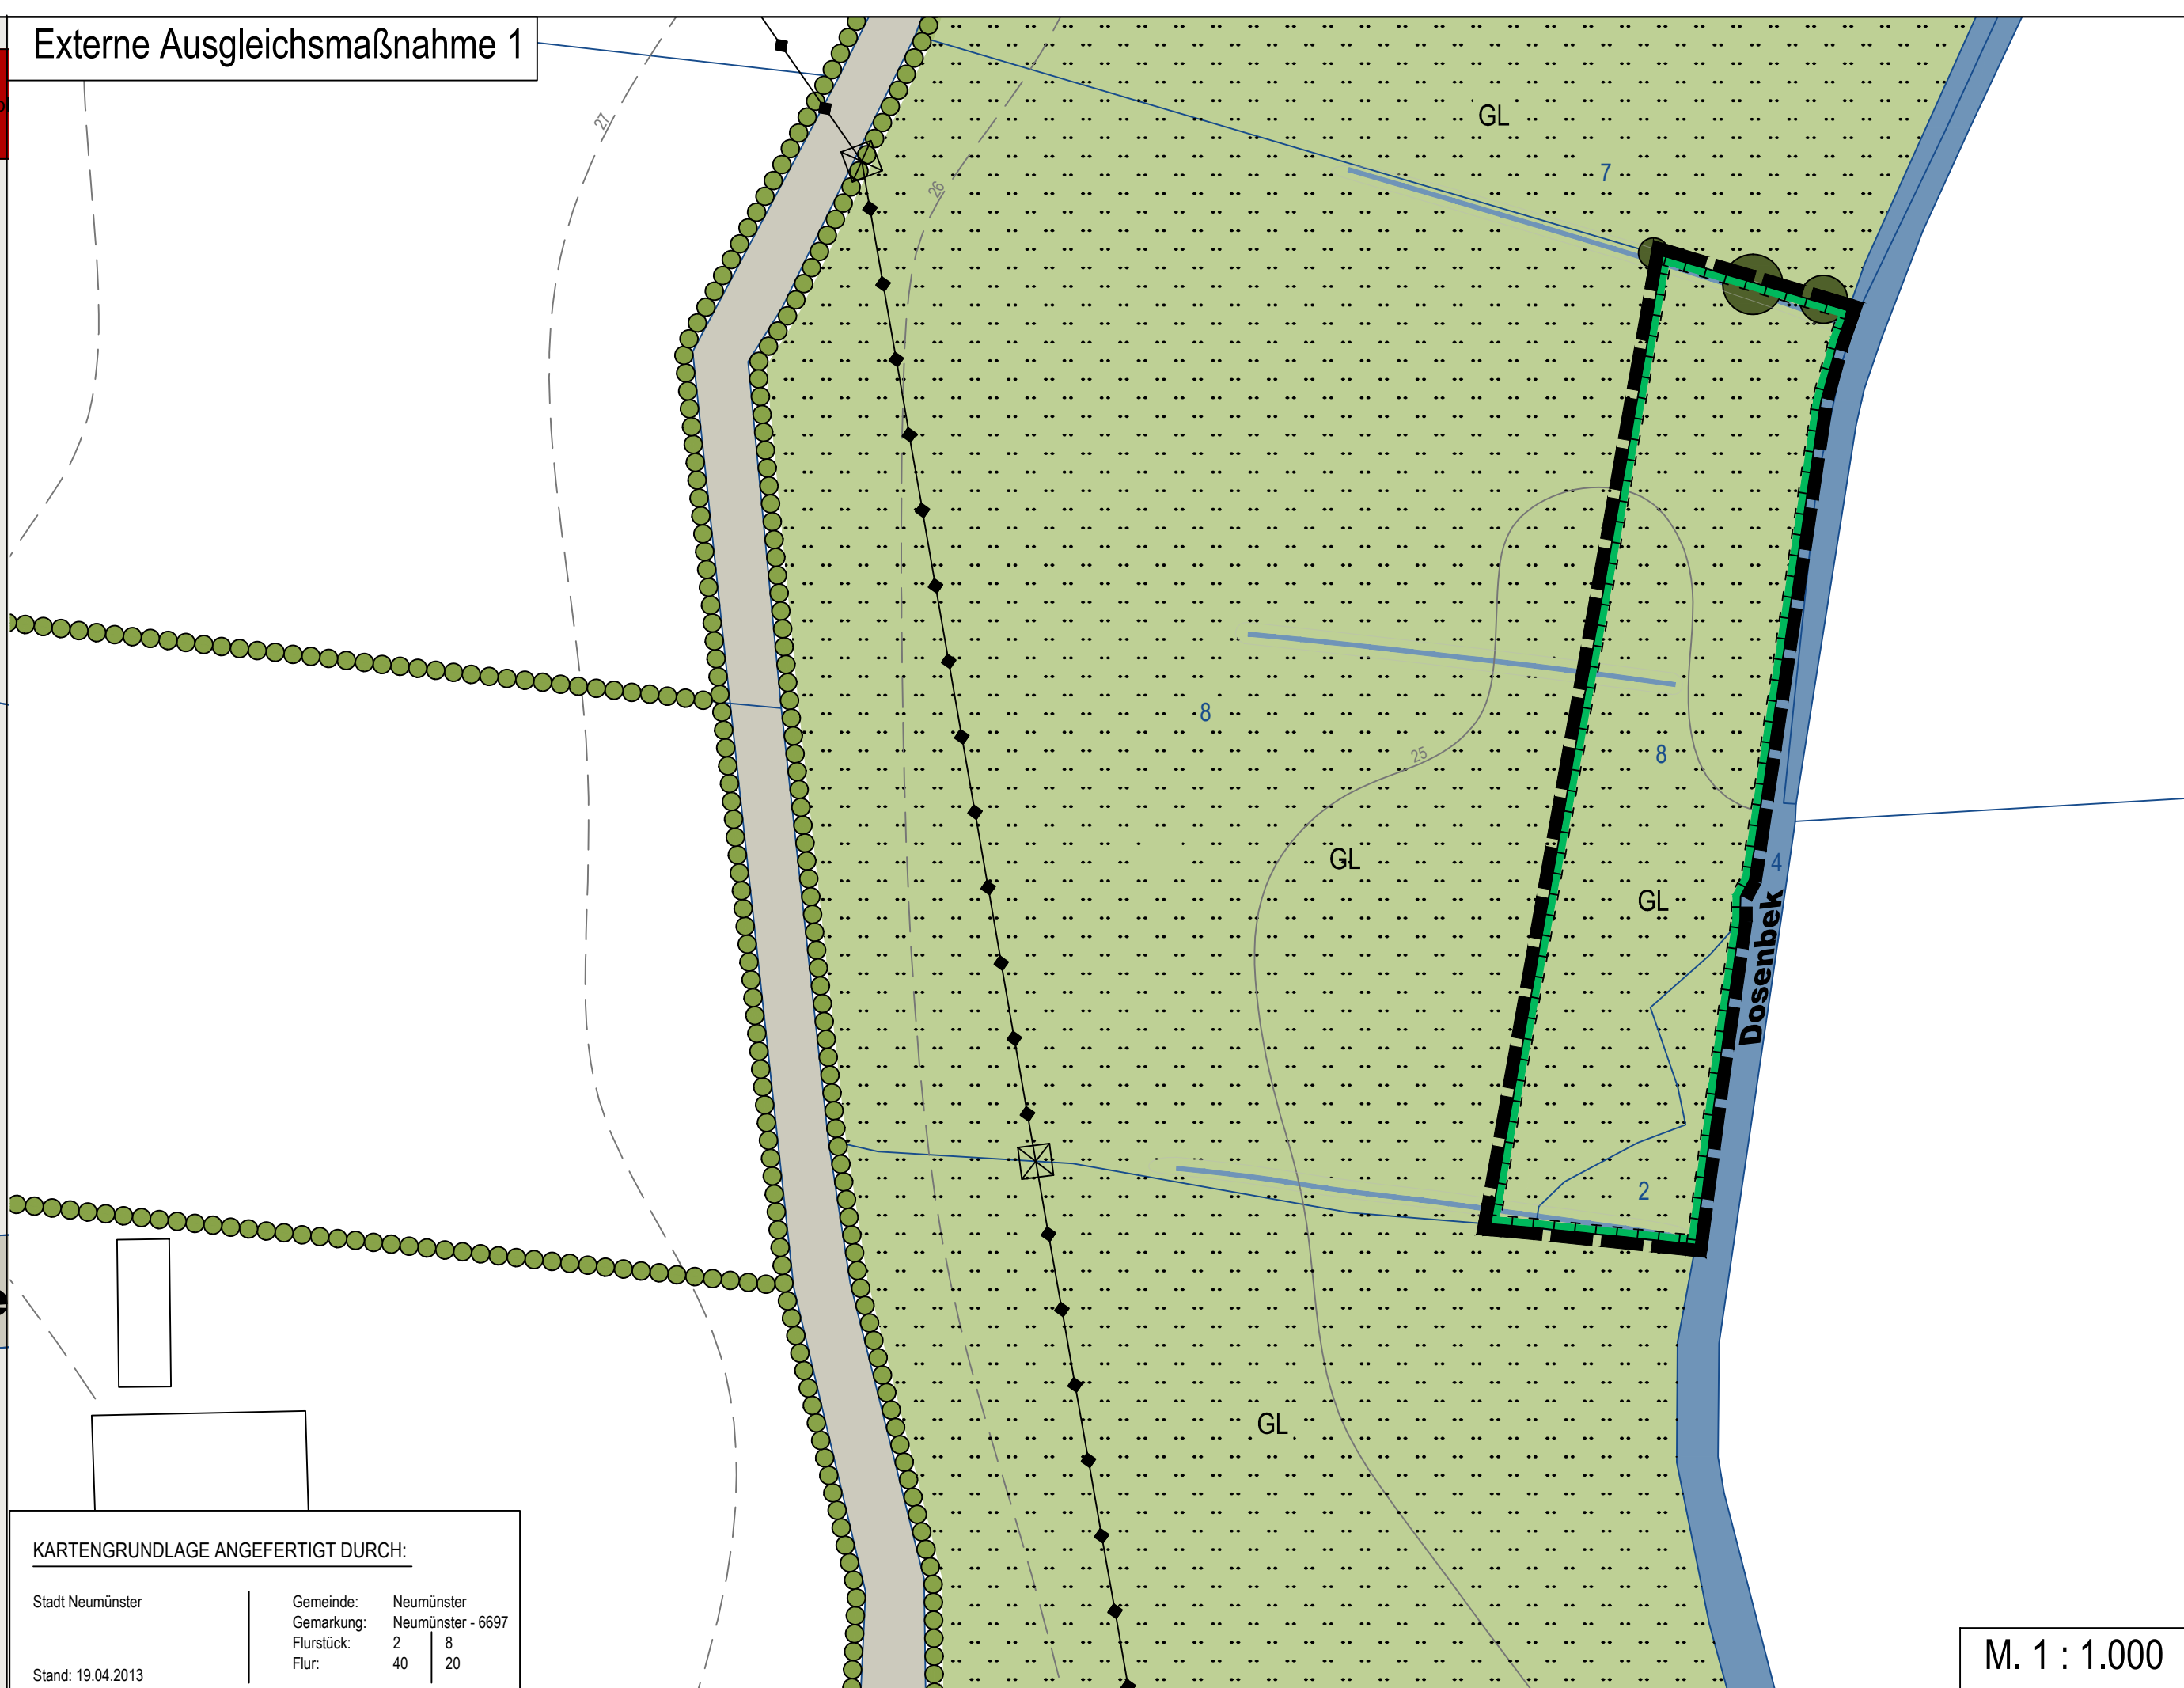 Externe Ausgleichsmaßnahme 1
27
26
GL
7
8
25
8
GL
GL
4
Dosenbek
2
GL
KARTENGRUNDLAGE ANGEFERTIGT DURCH:
Stadt Neumünster
Gemeinde: Neumünster
Gemarkung: Neumünster - 6697
Flurstück: 2 8
Flur: 40 20
Stand: 19.04.2013
M. 1 : 1.000